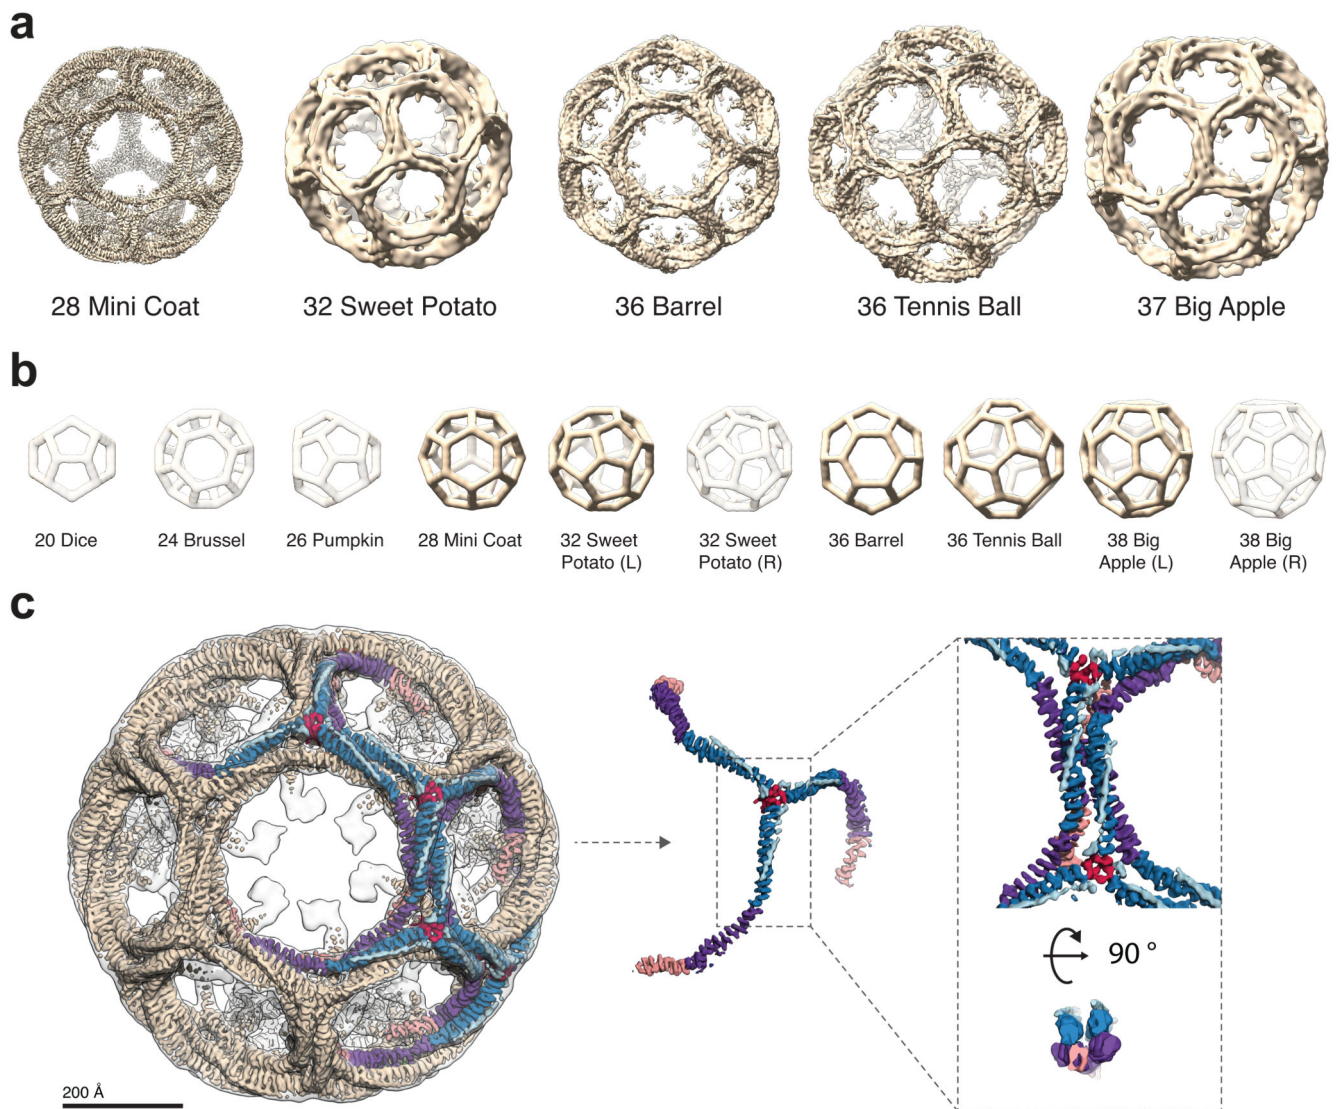 a
28 Mini Coat
32 Sweet Potato
36 Barrel
36 Tennis Ball
37 Big Apple
b
20 Dice
24 Brussel
26 Pumpkin
28 Mini Coat
32 Sweet
Potato (L)
32 Sweet
Potato (R)
36 Barrel
36 Tennis Ball
38 Big
Apple (L)
38 Big
Apple (R)
c
90 °
200 Å